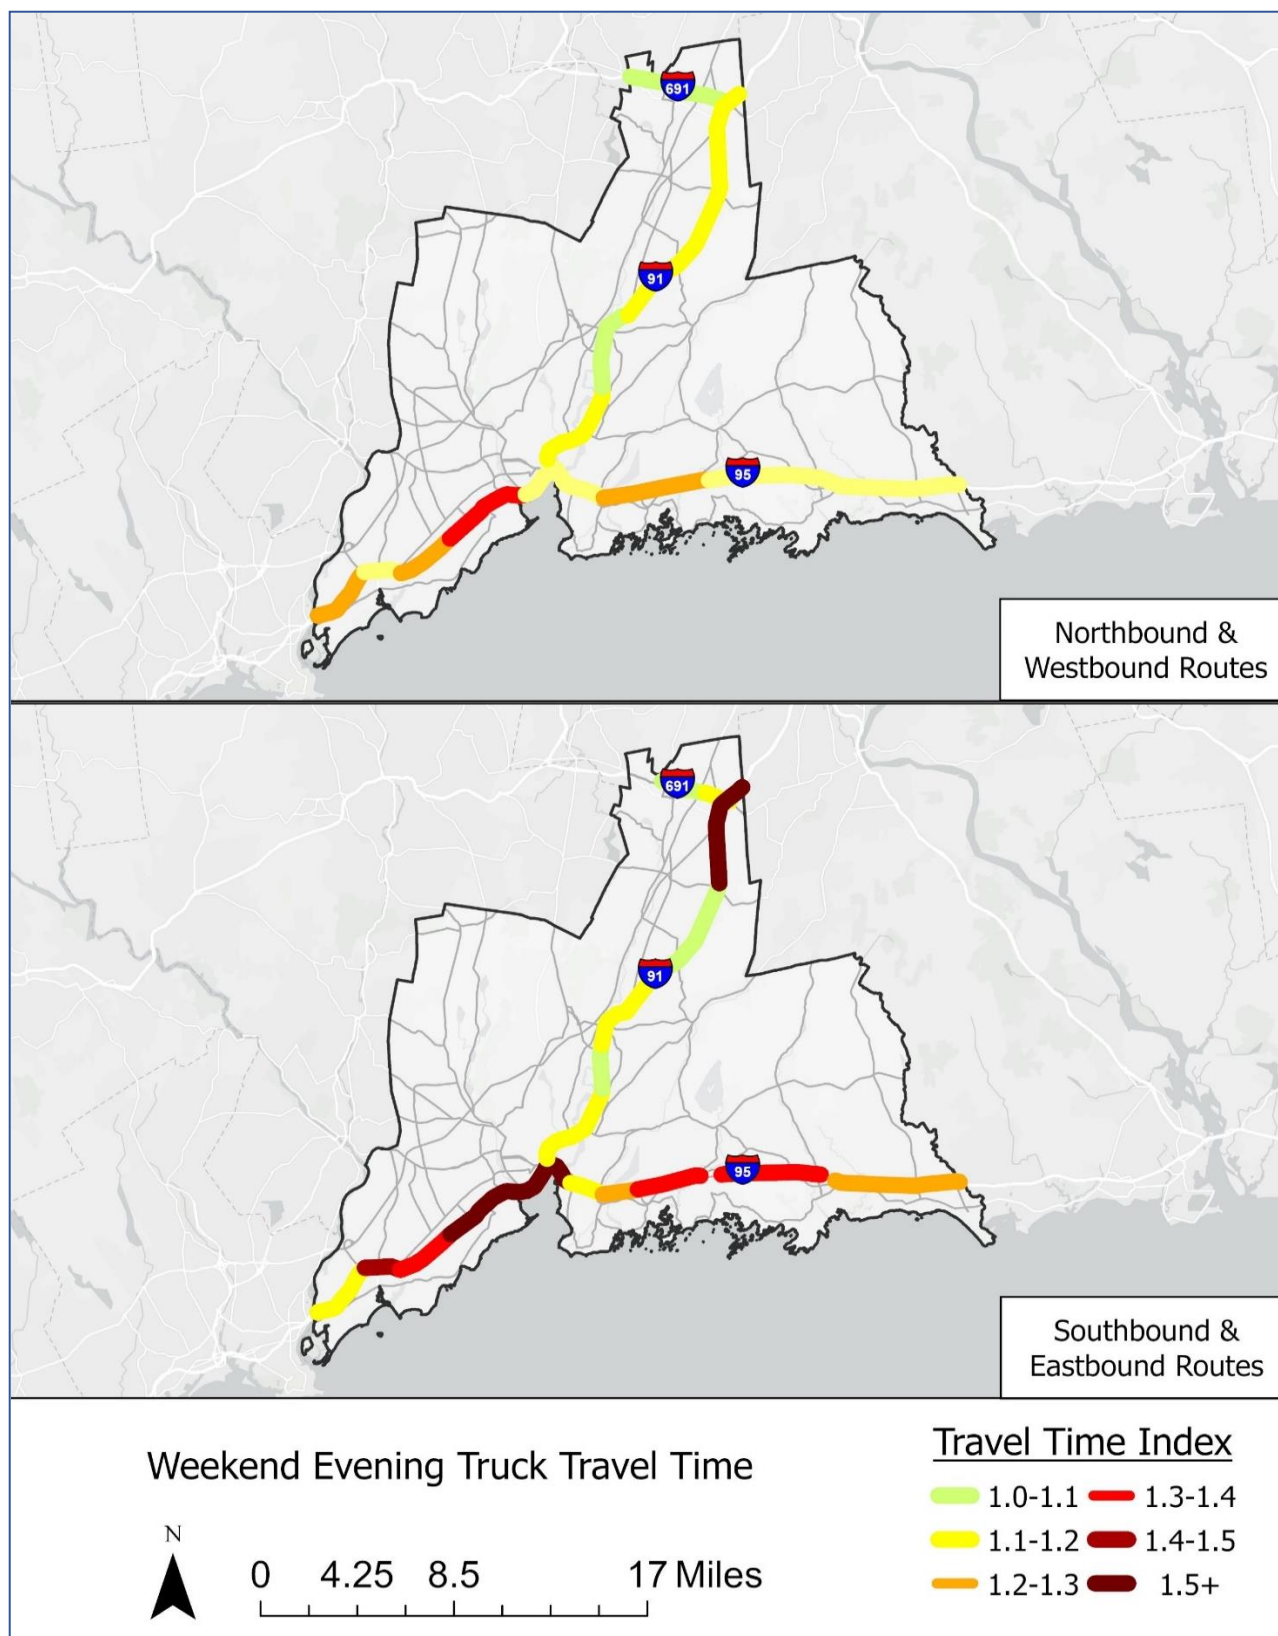 691
91
95
Northbound &
Westbound Routes
691
91
95
Southbound &
Eastbound Routes
Weekend Evening Truck Travel Time
N
0 4.25 8.5 17 Miles
Travel Time Index
1.0-1.1 1.3-1.4
1.1-1.2 1.4-1.5
1.2-1.3 1.5+